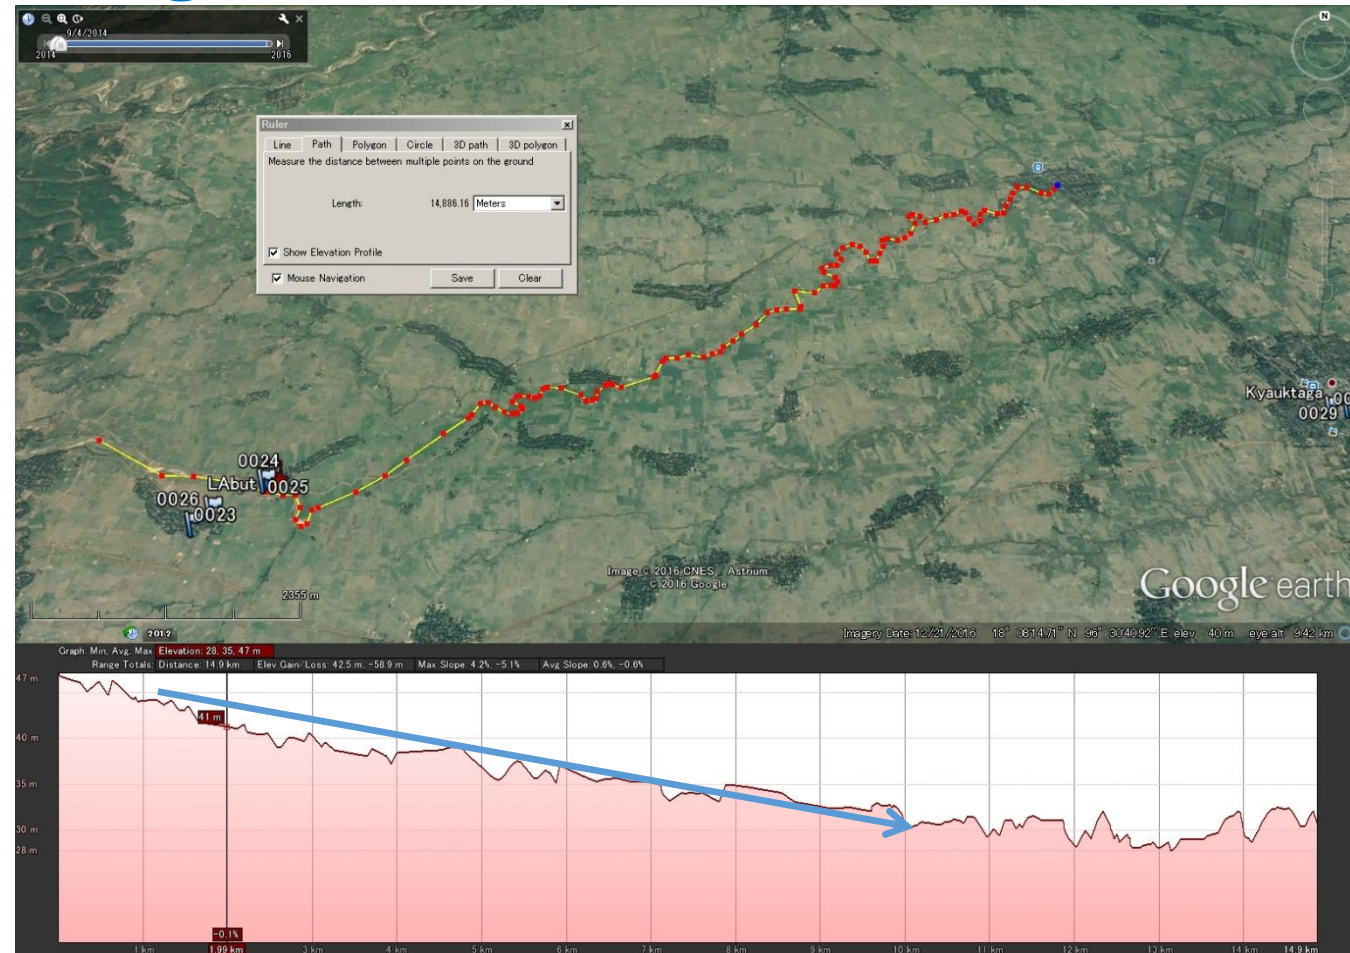 9/4/2014
2014
2016
N
Ruler
Line
Path
Polygon
Circle
3D path
3D polygon
Measure the distance between multiple points on the ground
Length:
14,886.16
Meters
Show Elevation Profile
Mouse Navigation
Save
Clear
Kyauktaga
0029
0024
LAbut
0025
0026
0023
Image © 2016 CNES / Astrium
© 2016 Google
Google earth
2355 m
2012
Imagery Date: 12/21/2016
N
E
elev 40 m
eye alt 9.42 km
Graph: Min, Avg, Max
Elevation: 28, 35, 47 m
Range Totals:
Distance: 14.9 km
Elev Gain/Loss: 42.5 m, -58.9 m
Max Slope: 4.2%, -5.1%
Avg Slope: 0.6%, -0.6%
47 m
41 m
40 m
35 m
30 m
28 m
-0.1%
1 km
1.99 km
3 km
4 km
5 km
6 km
7 km
8 km
9 km
10 km
11 km
12 km
13 km
14 km
14.9 km